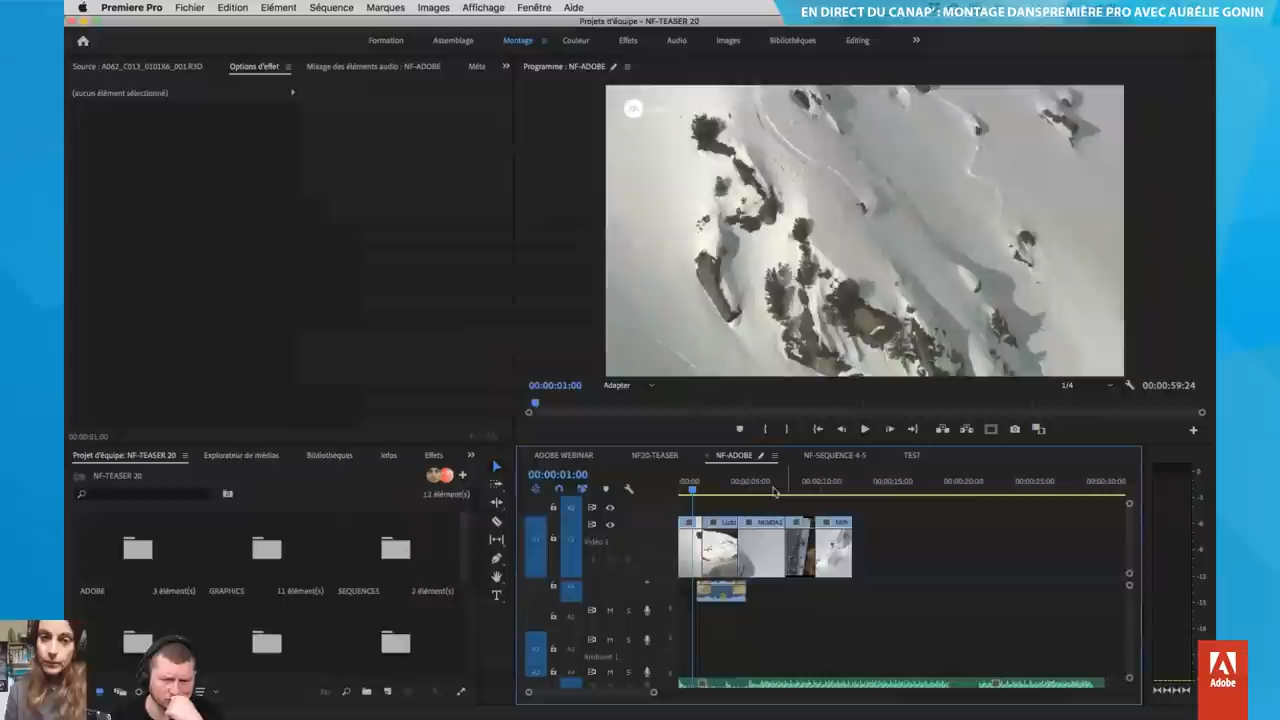 Premiere Pro Fichier Edition Elément Séquence Marques Images Affichage Fenêtre Aide
EN DIRECT DU CANAP' : MONTAGE DANSPREMIÈRE PRO AVEC AURÉLIE GONIN
Projets d'équipe - NF-TEASER 20
Formation Assemblage Montage Couleur Effets Audio Images Bibliothèques Editing
Source : A062_C013_0101X6_001.R3D Options d'effet Mixage des éléments audio : NF-ADOBE Méta
Programme : NF-ADOBE
(aucun élément sélectionné)
00:00:01:00 Adapter 1/4 00:00:59:24
00:00:01:00
Projet d'équipe: NF-TEASER 20 Explorateur de médias Bibliothèques Infos Effets
ADOBE WEBINAR NF20-TEASER NF-ADOBE NF-SEQUENCE 4-5 TEST
NF-TEASER 20
00:00:01:00
:00:00 00:00:05:00 00:00:10:00 00:00:15:00 00:00:20:00 00:00:25:00 00:00:30:00
12 élément(s)
V2
Vidéo 1
ADOBE 3 élément(s) GRAPHICS 11 élément(s) SEQUENCES 2 élément(s)
M S
M S
Ambient 1
M S
Adobe